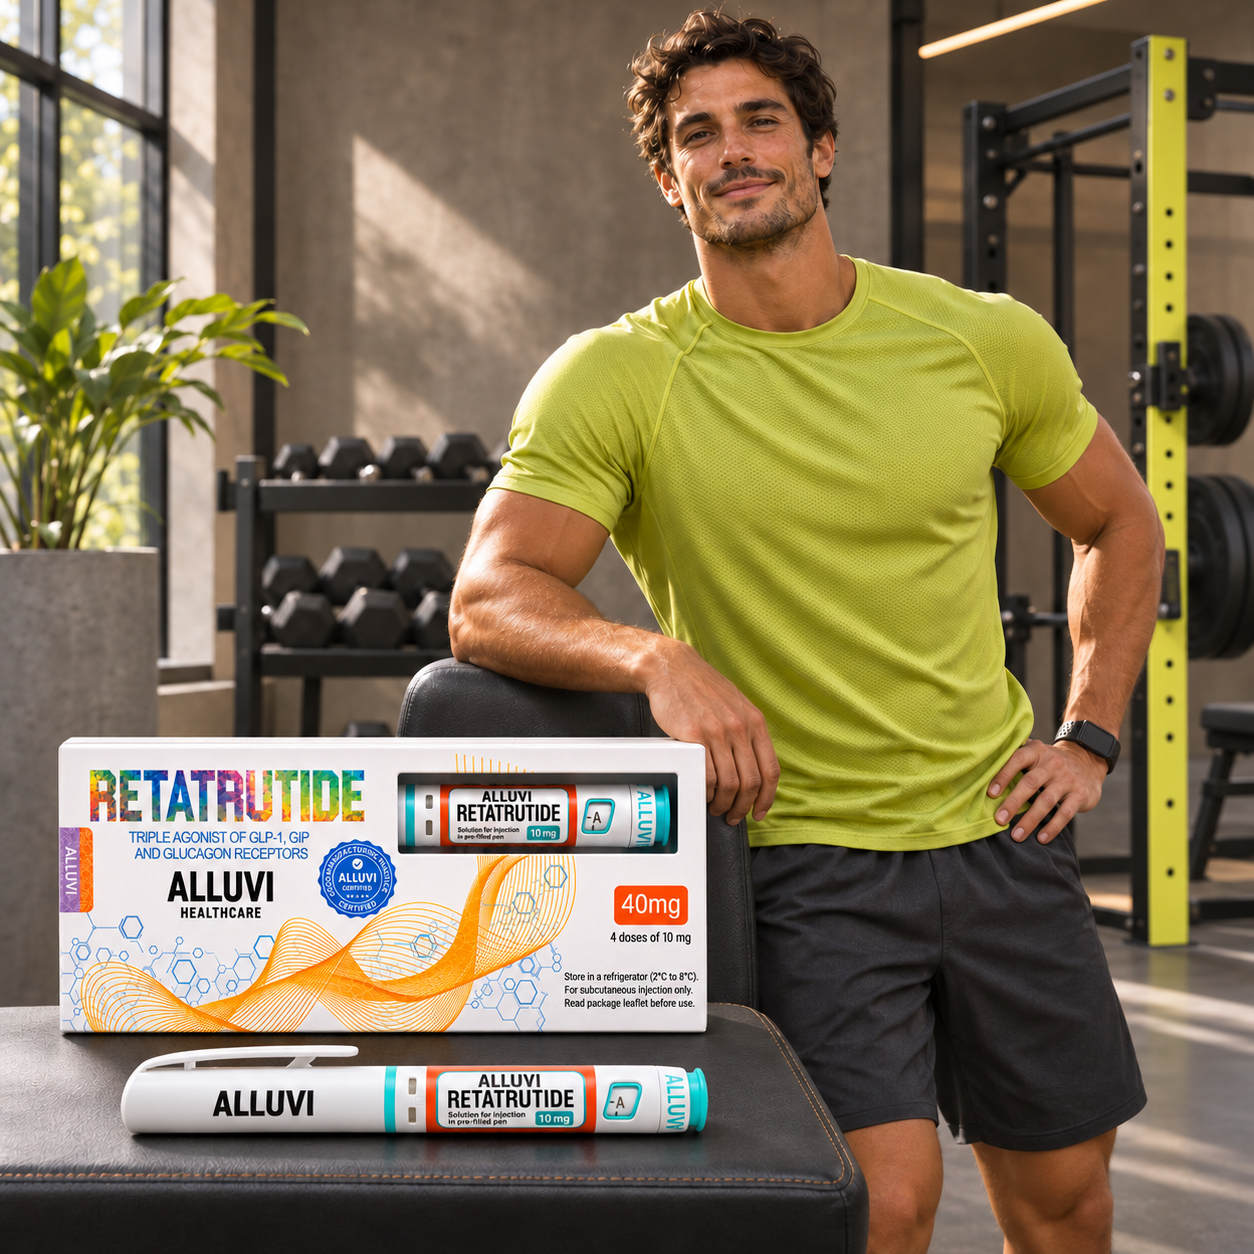 RETATRUTIDE
TRIPLE AGONIST OF GLP-1, GIP
AND GLUCAGON RECEPTORS
ALLUVI
ALLUVI
HEALTHCARE
ALLUVI
CERTIFIED
CERTIFIED
ALLUVI
RETATRUTIDE
Solution for injection
in pre-filled pen
10 mg
-A
ALLUVI
40mg
4 doses of 10 mg
Store in a refrigerator (2°C to 8°C).
For subcutaneous injection only.
Read package leaflet before use.
ALLUVI
ALLUVI
RETATRUTIDE
Solution for injection
in pre-filled pen
10 mg
-A
ALLUVI